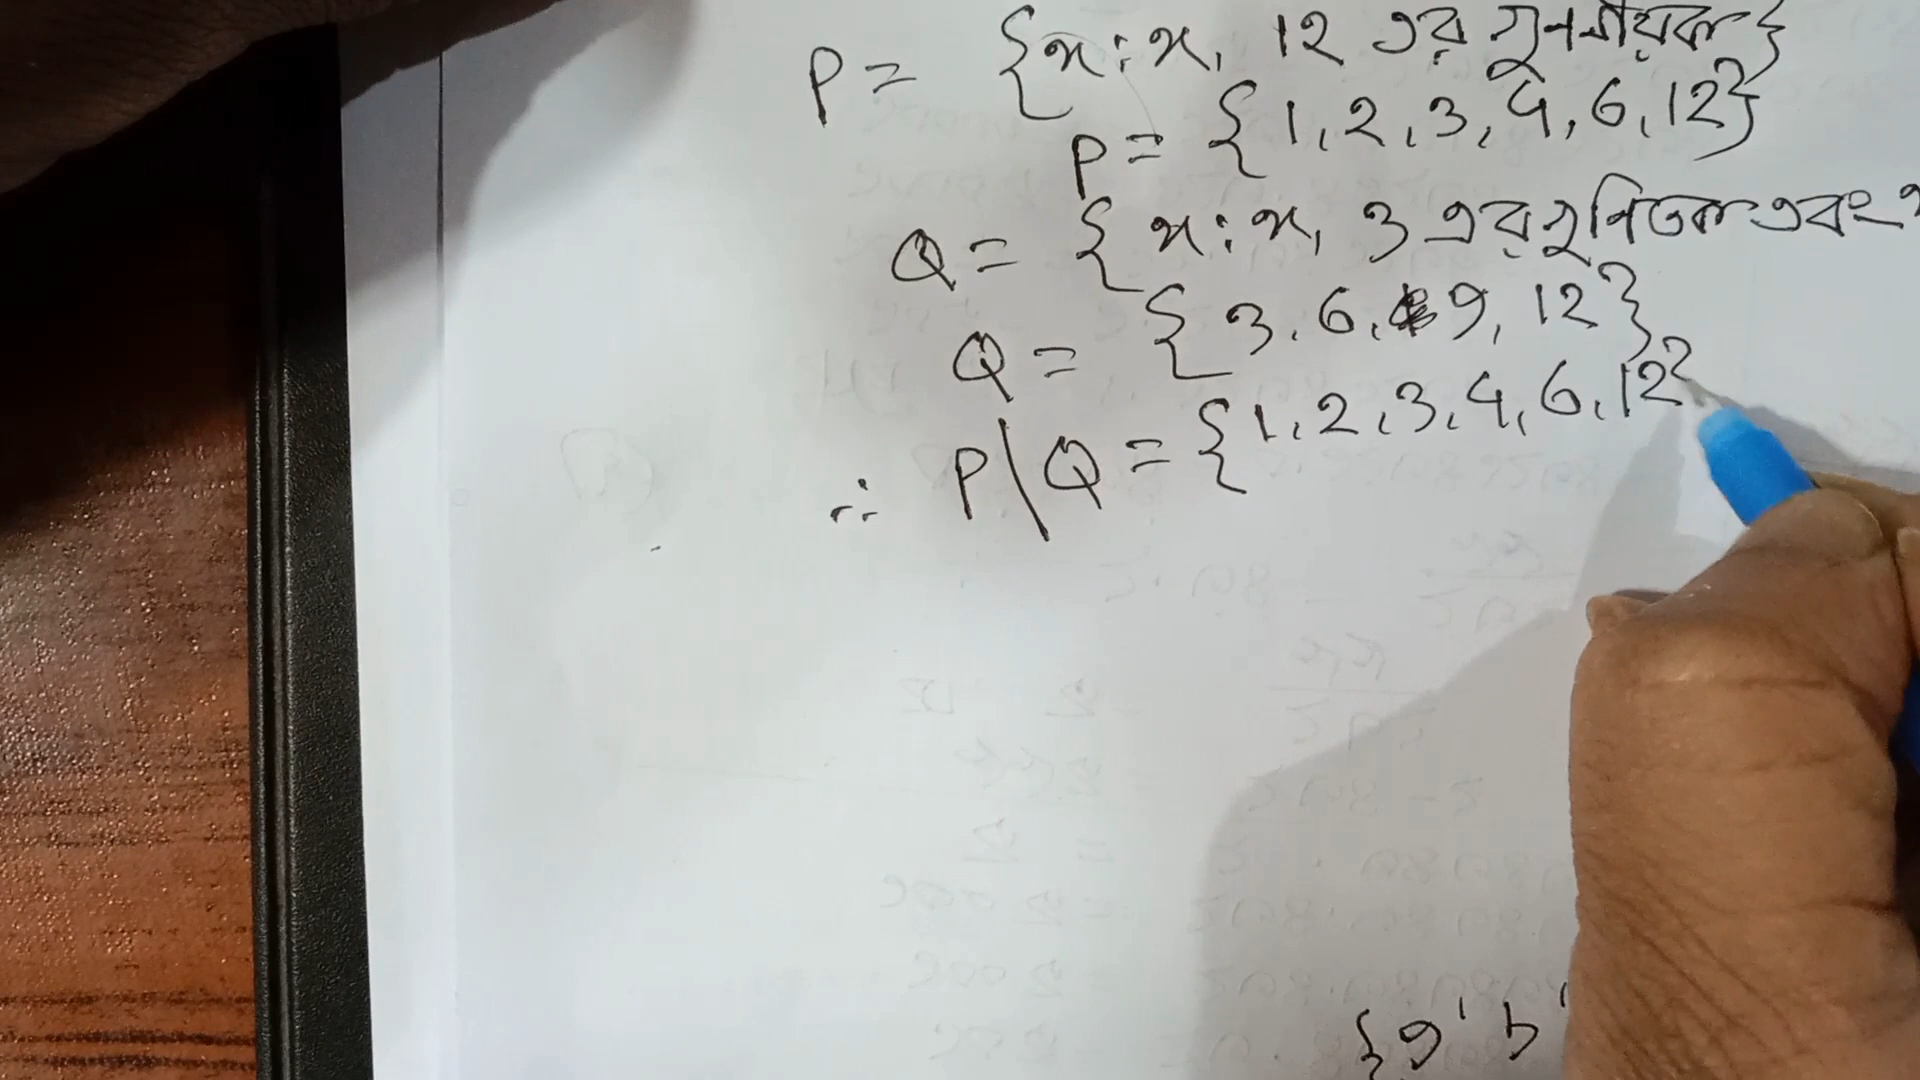 P = {x : x, 12 এর গুণনীয়ক}
P = {1, 2, 3, 4, 6, 12}
Q = {x : x, 3 এর গুণিতক এবং
Q = {3, 6, 9, 12}
∴ P\Q = {1, 2, 3, 4, 6, 12}